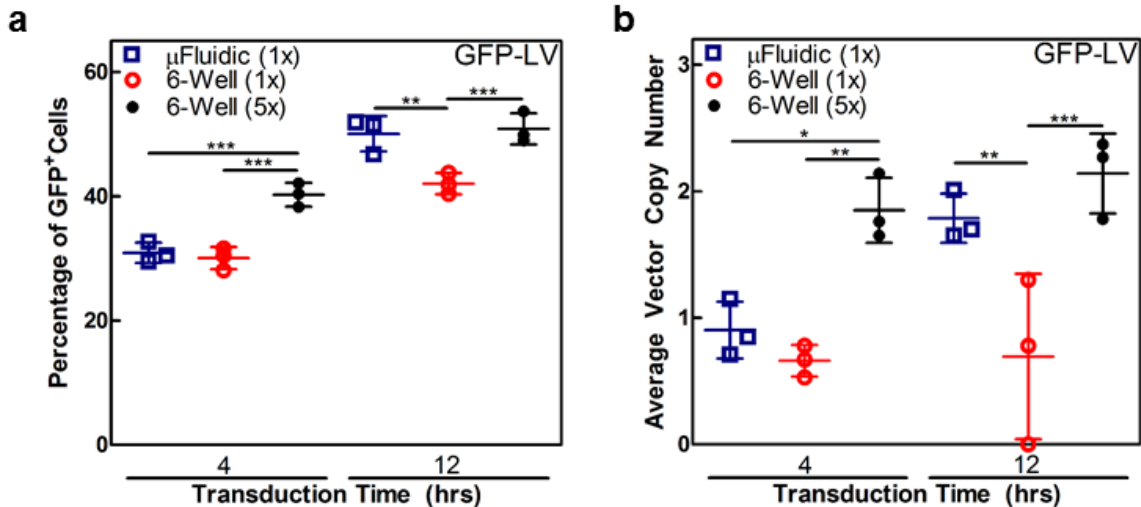 a
μFluidic (1x)
6-Well (1x)
6-Well (5x)
GFP-LV
Percentage of GFP⁺Cells
60
40
20
0
***
***
**
***
4
12
Transduction Time (hrs)
b
μFluidic (1x)
6-Well (1x)
6-Well (5x)
GFP-LV
Average Vector Copy Number
3
2
1
0
*
**
**
***
4
12
Transduction Time (hrs)